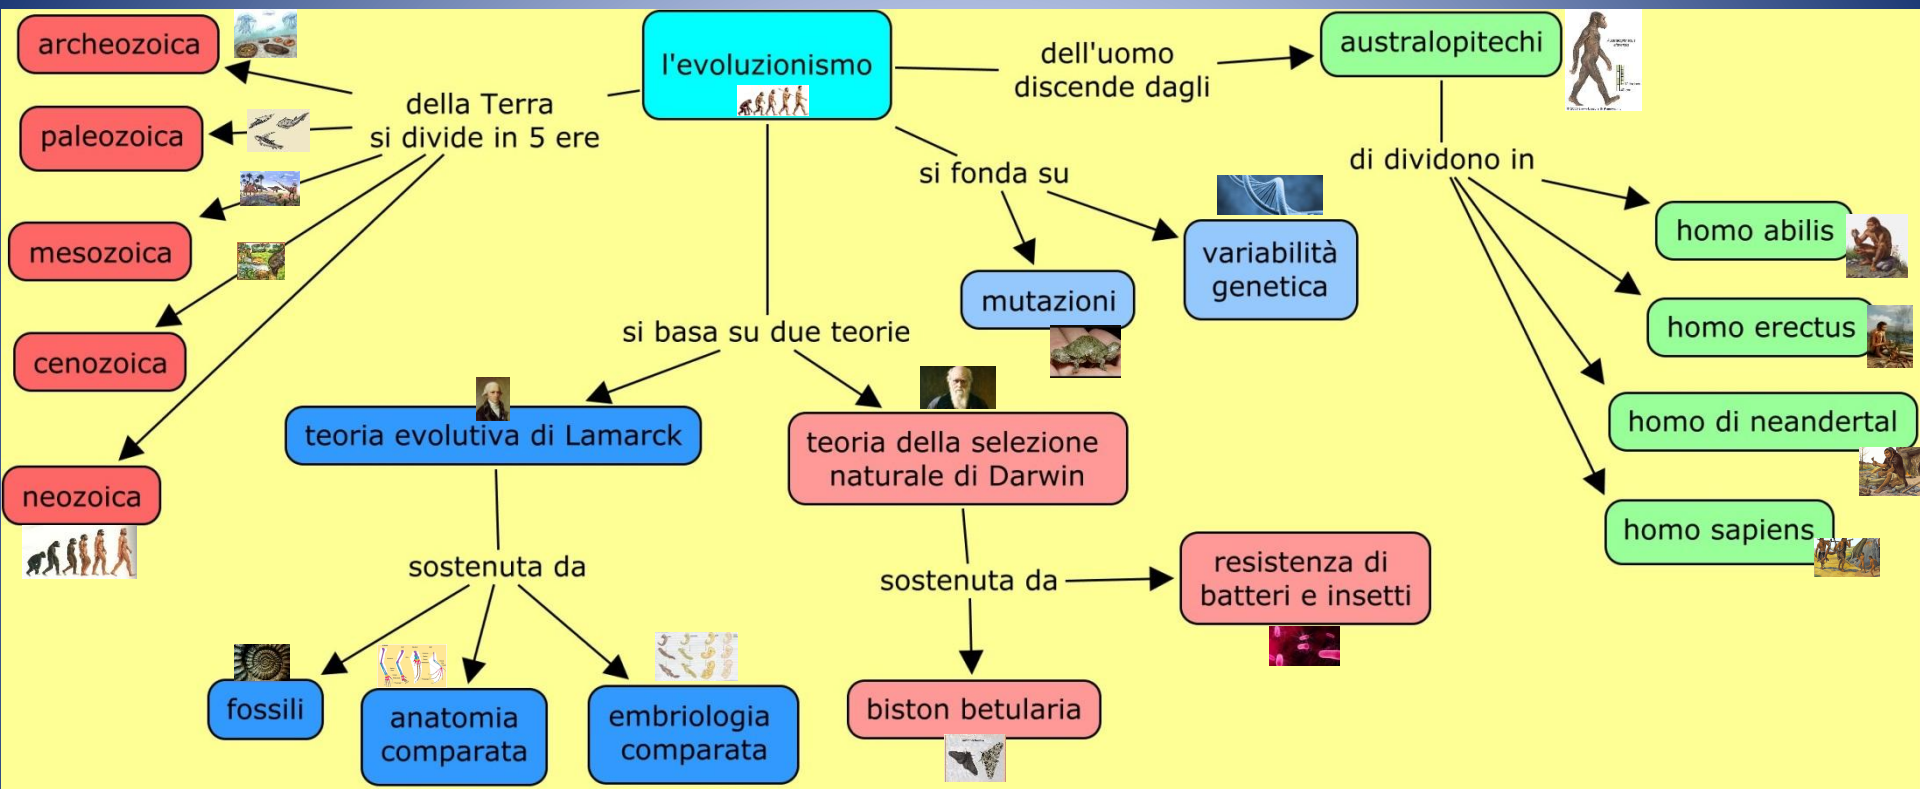 l'evoluzionismo
della Terra
si divide in 5 ere
archeozoica
paleozoica
mesozoica
cenozoica
neozoica
si basa su due teorie
teoria evolutiva di Lamarck
sostenuta da
fossili
anatomia
comparata
embriologia
comparata
teoria della selezione
naturale di Darwin
sostenuta da
biston betularia
resistenza di
batteri e insetti
si fonda su
mutazioni
variabilità
genetica
dell'uomo
discende dagli
australopitechi
di dividono in
homo abilis
homo erectus
homo di neandertal
homo sapiens